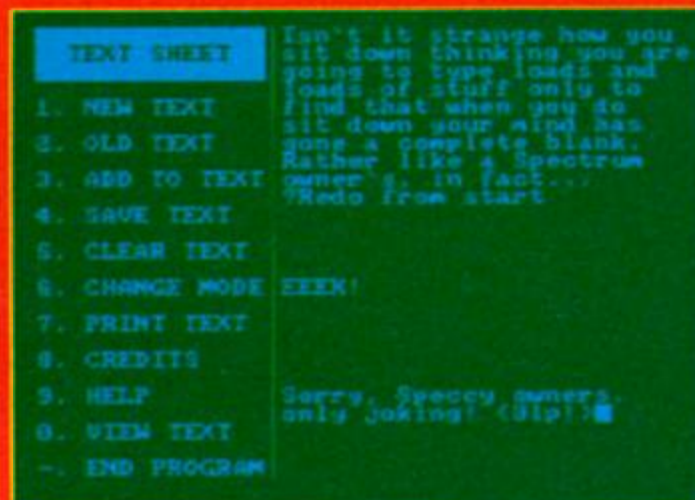 TEXT SHEET
1. NEW TEXT
2. OLD TEXT
3. ADD TO TEXT
4. SAVE TEXT
5. CLEAR TEXT
6. CHANGE MODE
7. PRINT TEXT
8. CREDITS
9. HELP
0. VIEW TEXT
-. END PROGRAM
Isn't it strange how you
sit down thinking you are
going to type loads and
loads of stuff only to
find that when you do
sit down your mind has
gone a complete blank.
Rather like a Spectrum
owner's, in fact...
?Redo from start
EEEK!
Sorry, Speccy owners,
only joking! (Glp!)